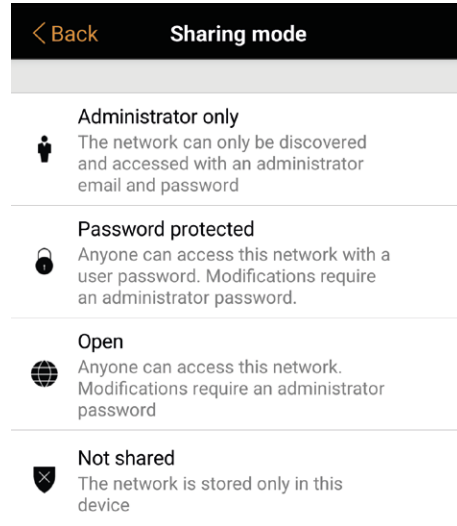 Back
Sharing mode
Administrator only
The network can only be discovered
and accessed with an administrator
email and password
Password protected
Anyone can access this network with a
user password. Modifications require
an administrator password.
Open
Anyone can access this network.
Modifications require an administrator
password
Not shared
The network is stored only in this
device